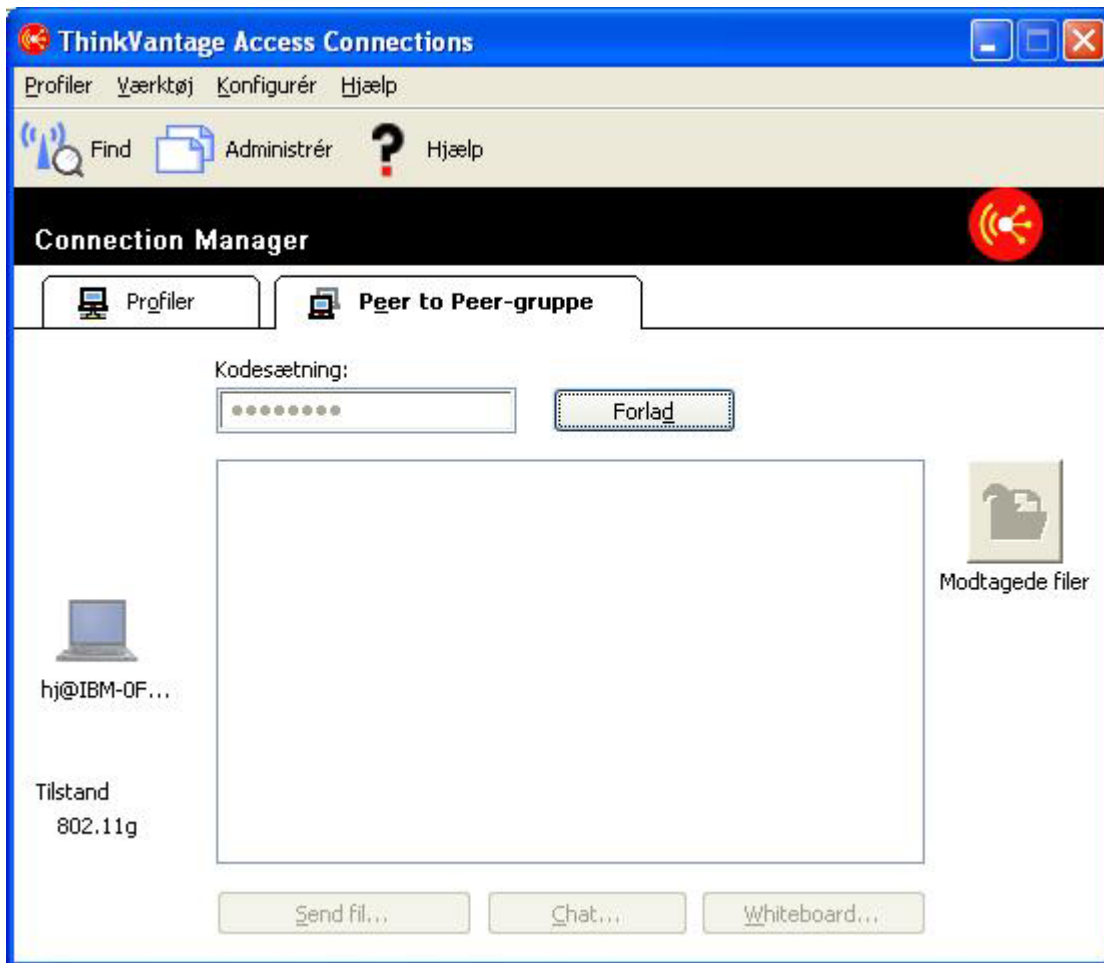 ThinkVantage Access Connections
Profiler Værktøj Konfigurér Hjælp
Find Administrér Hjælp
Connection Manager
Profiler Peer to Peer-gruppe
Kodesætning:
Forlad
Modtagede filer
hj@IBM-0F...
Tilstand
802.11g
Send fil... Chat... Whiteboard...